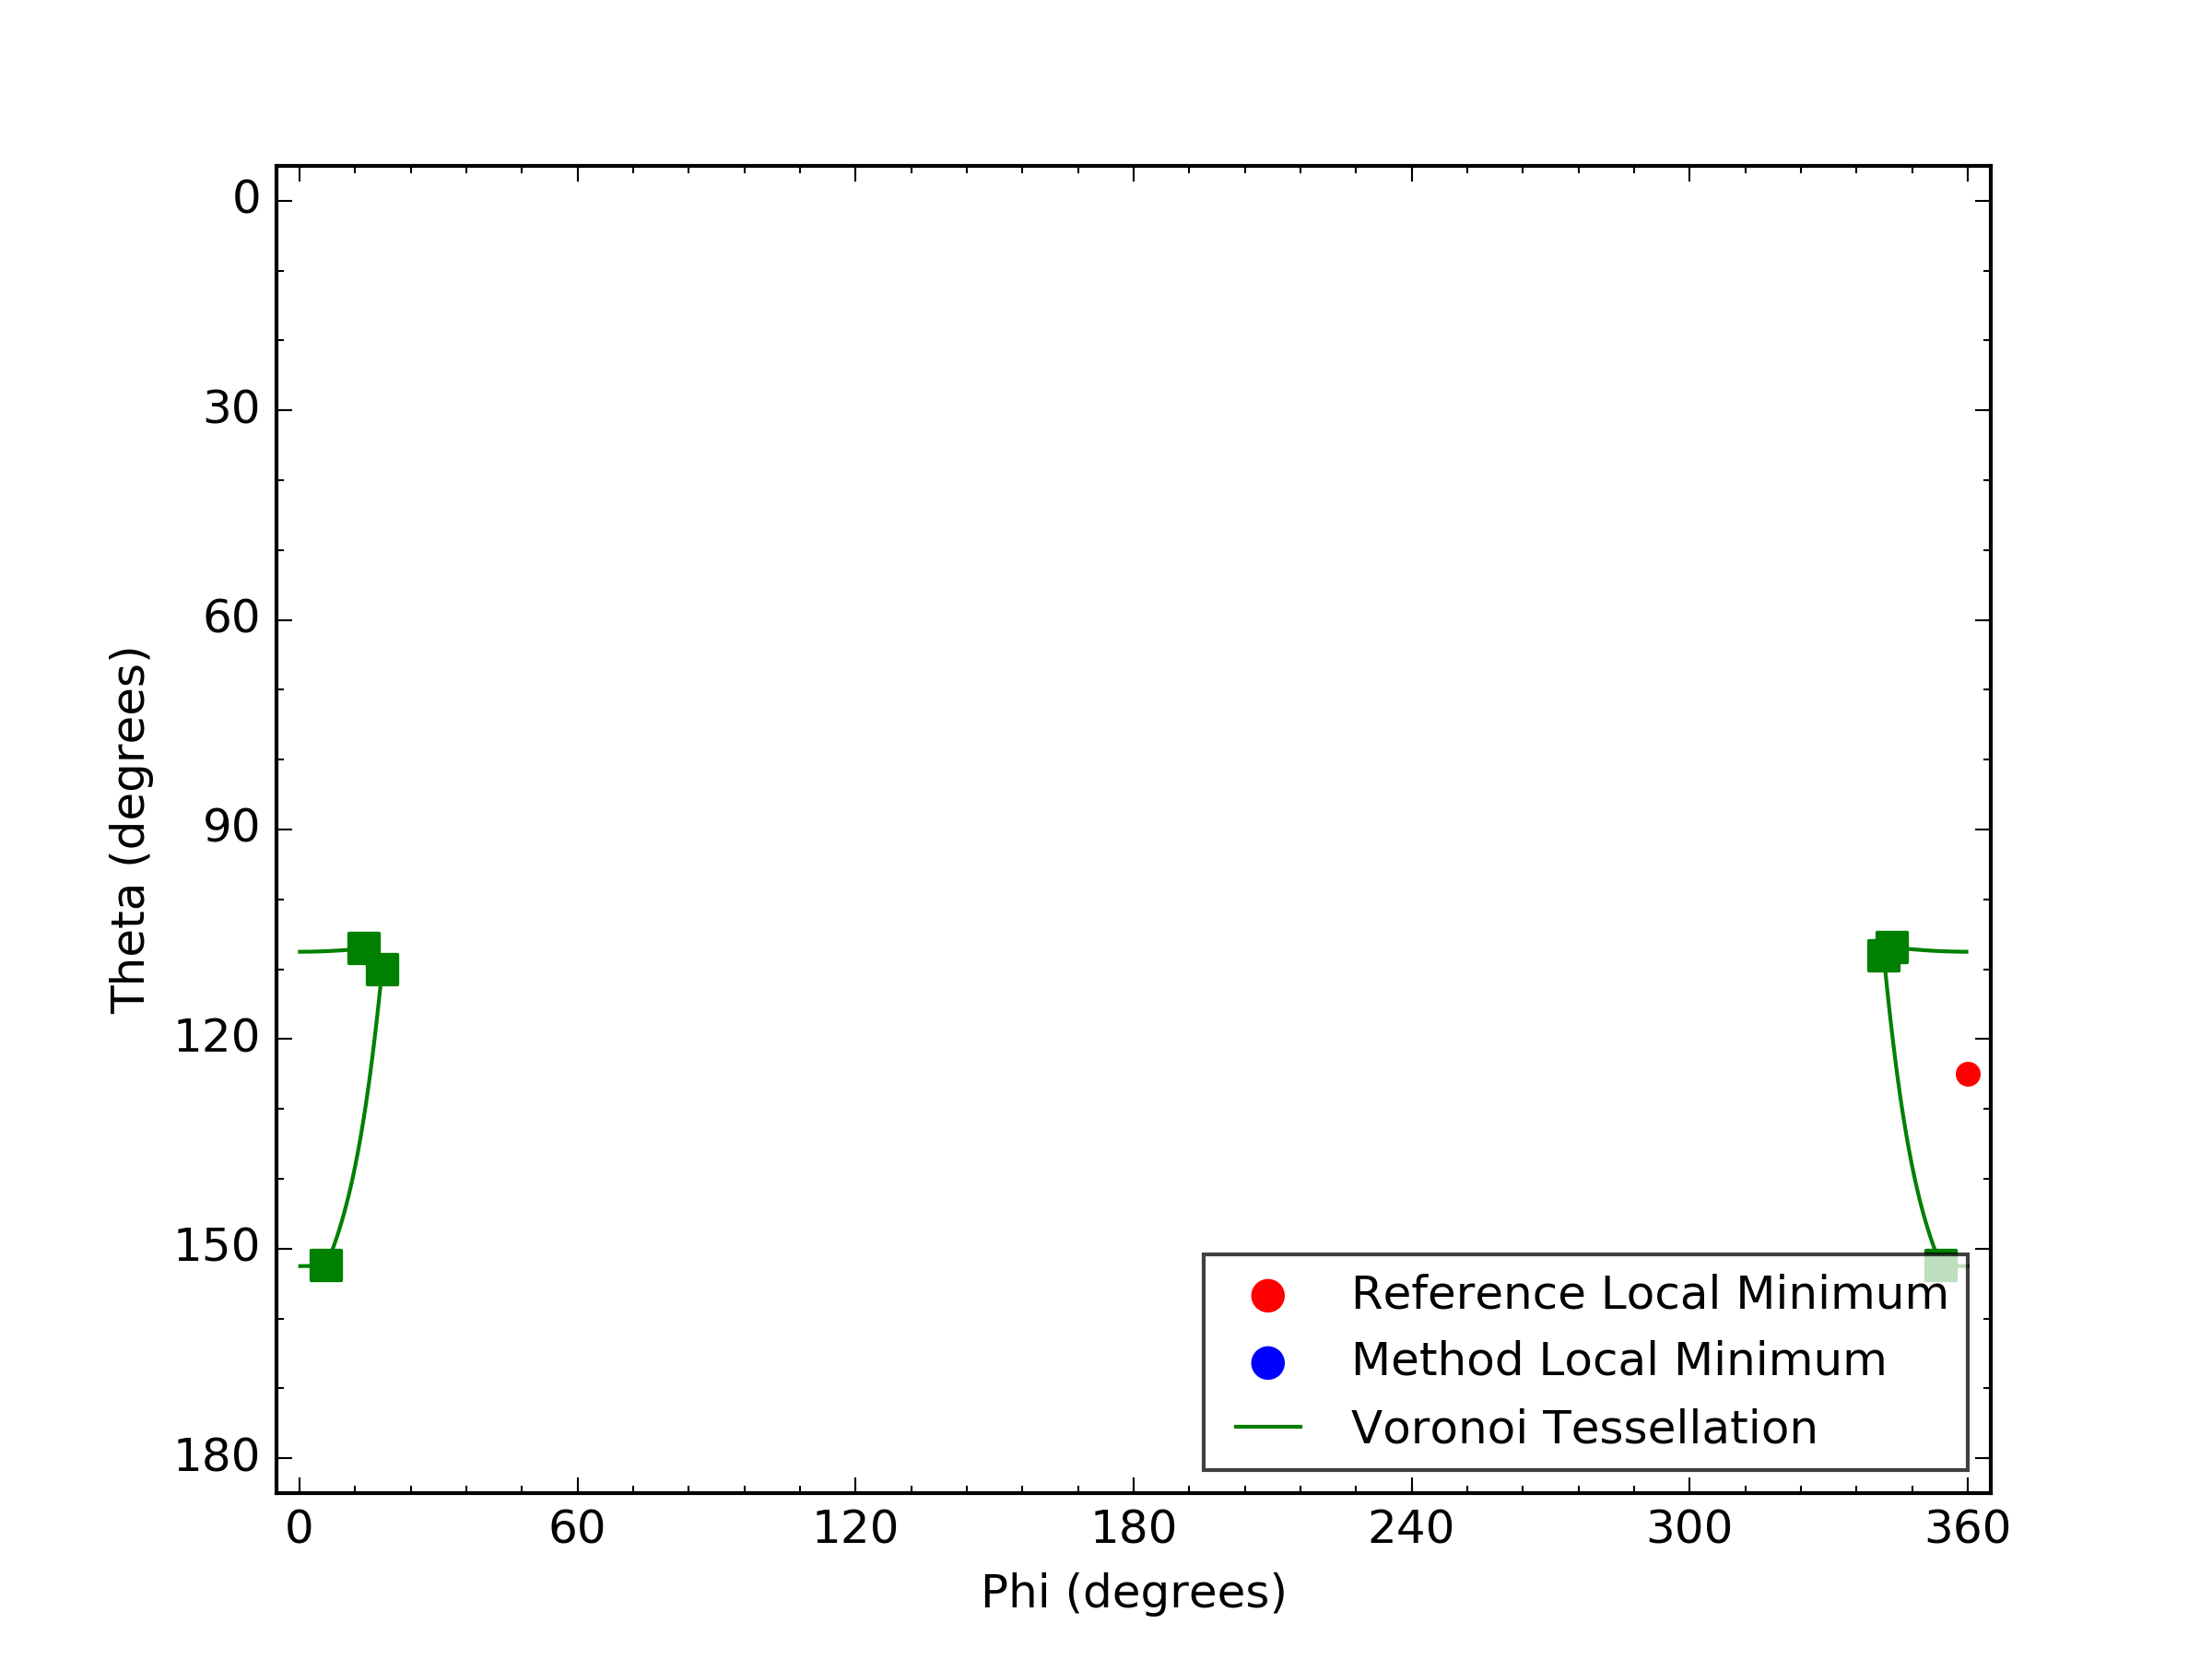 0
30
60
90
120
150
180
Theta (degrees)
0 60 120 180 240 300 360
Phi (degrees)
Reference Local Minimum
Method Local Minimum
Voronoi Tessellation